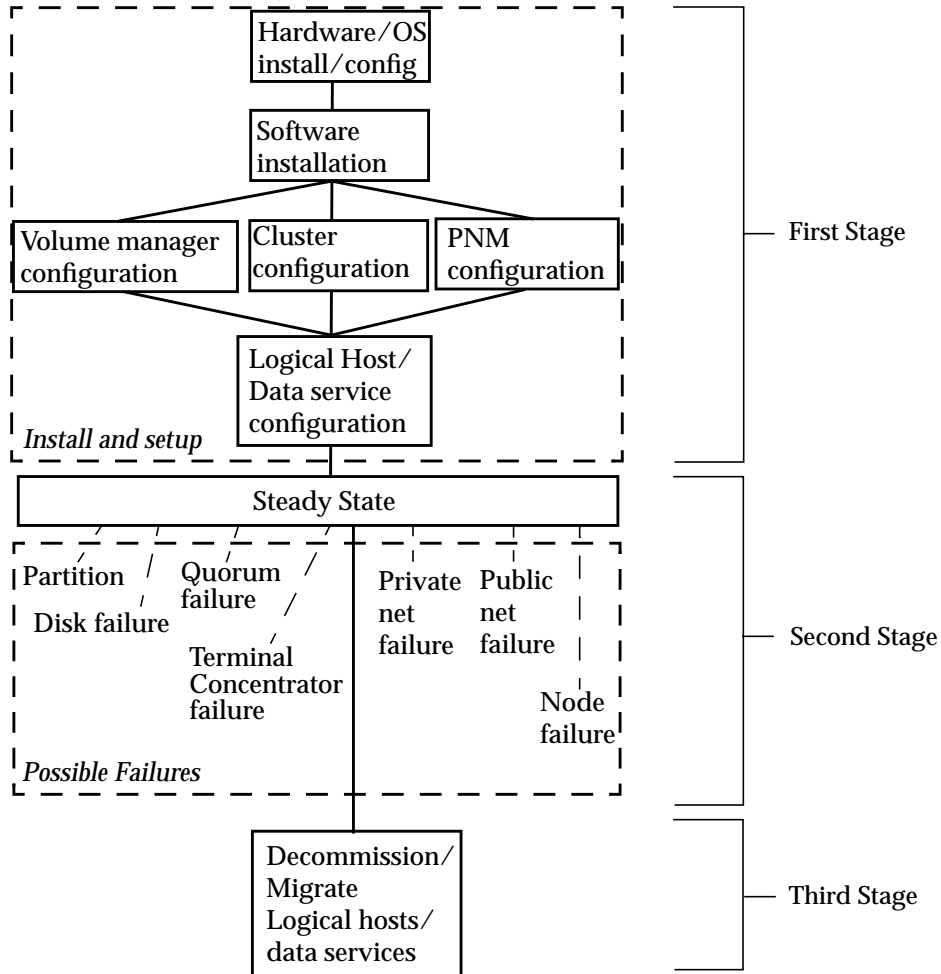 Hardware/OS
install/config
Software
installation
Volume manager
configuration
Cluster
configuration
PNM
configuration
First Stage
Logical Host/
Data service
configuration
Install and setup
Steady State
Partition
Disk failure
Quorum
failure
Terminal
Concentrator
failure
Private
net
failure
Public
net
failure
Node
failure
Second Stage
Possible Failures
Decommission/
Migrate
Logical hosts/
data services
Third Stage